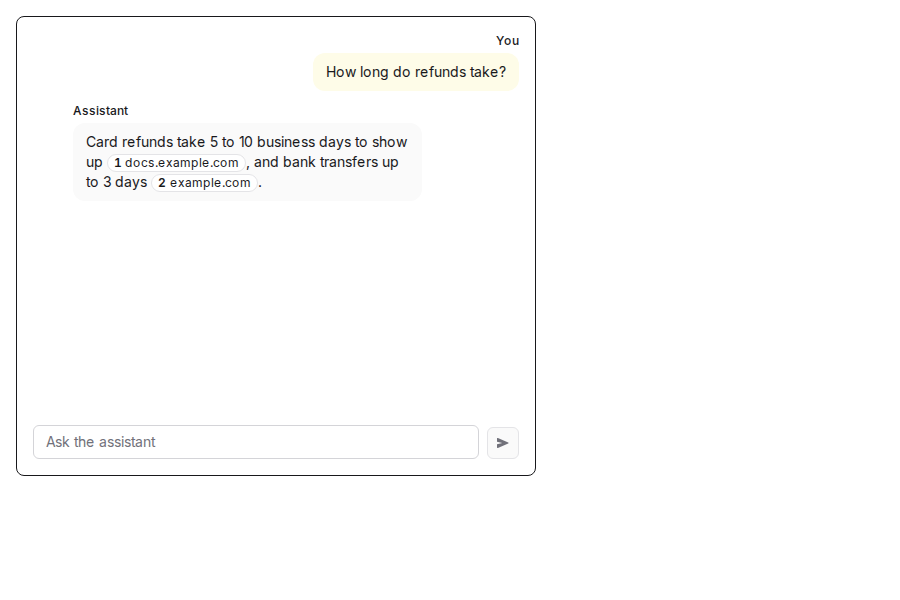 You
How long do refunds take?
Assistant
Card refunds take 5 to 10 business days to show
up 1 docs.example.com, and bank transfers up
to 3 days 2 example.com.
Ask the assistant